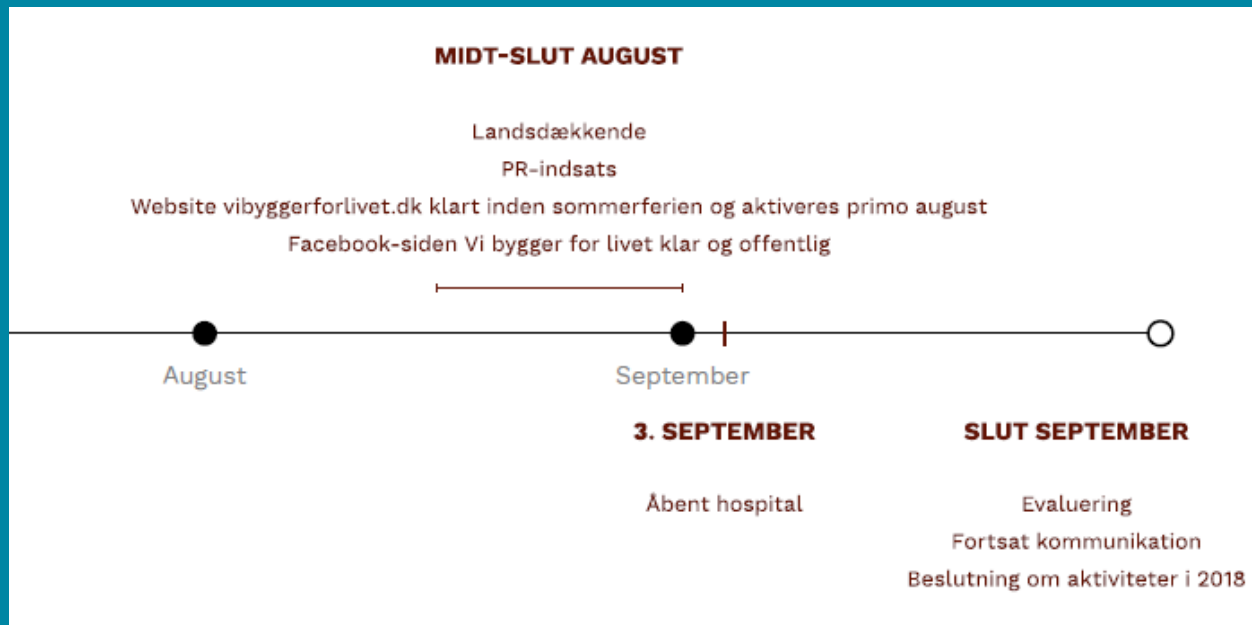 MIDT-SLUT AUGUST
Landsdækkende
PR-indsats
Website vibyggerforlivet.dk klart inden sommerferien og aktiveres primo august
Facebook-siden Vi bygger for livet klar og offentlig
August
September
3. SEPTEMBER
Åbent hospital
SLUT SEPTEMBER
Evaluering
Fortsat kommunikation
Beslutning om aktiviteter i 2018